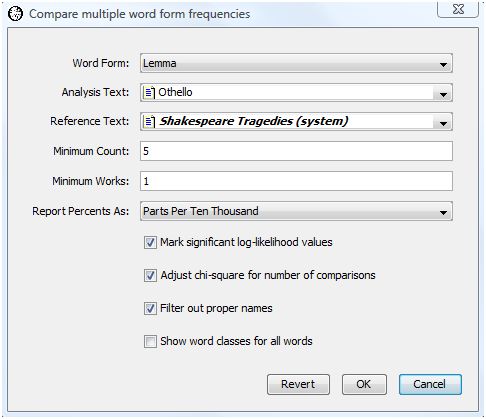 Compare multiple word form frequencies
Word Form: Lemma
Analysis Text: Othello
Reference Text: Shakespeare Tragedies (system)
Minimum Count: 5
Minimum Works: 1
Report Percents As: Parts Per Ten Thousand
Mark significant log-likelihood values
Adjust chi-square for number of comparisons
Filter out proper names
Show word classes for all words
Revert OK Cancel